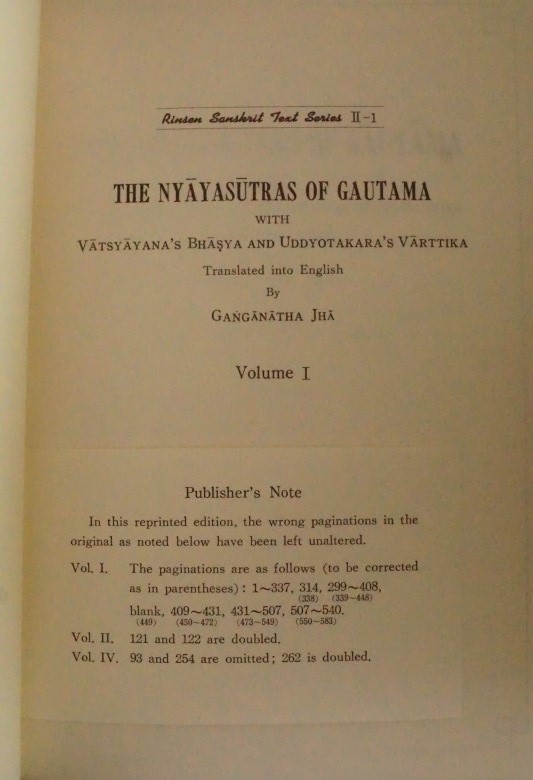 Rinsen Sanskrit Text Series II-1
THE NYĀYASŪTRAS OF GAUTAMA
WITH
VĀTSYĀYANA'S BHĀṢYA AND UDDYOTAKARA'S VĀRTTIKA
Translated into English
By
GAṄGĀNĀTHA JHĀ
Volume I
Publisher's Note
In this reprinted edition, the wrong paginations in the
original as noted below have been left unaltered.
Vol. I. The paginations are as follows (to be corrected
as in parentheses) : 1~337, 314, 299~408,
(338) (339~448)
blank, 409~431, 431~507, 507~540.
(449) (450~472) (473~549) (550~583)
Vol. II. 121 and 122 are doubled.
Vol. IV. 93 and 254 are omitted; 262 is doubled.